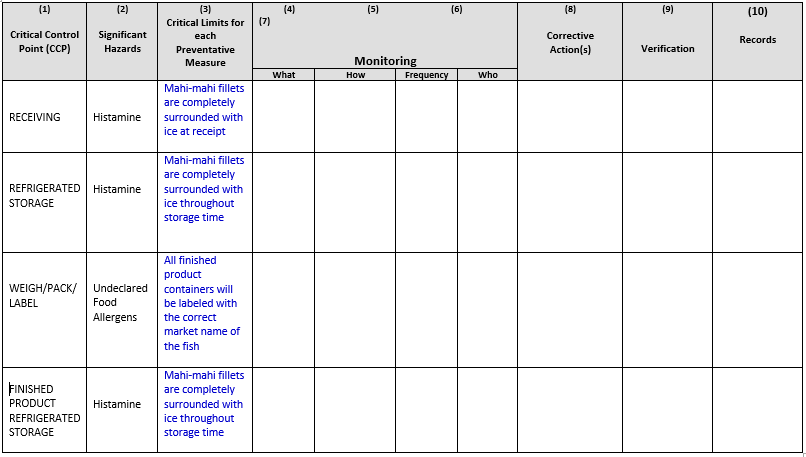 (1)
Critical Control
Point (CCP)
(2)
Significant
Hazards
(3)
Critical Limits for
each
Preventative
Measure
(4) (5) (6)
(7)
Monitoring
What How Frequency Who
(8)
Corrective
Action(s)
(9)
Verification
(10)
Records
RECEIVING
Histamine
Mahi-mahi fillets
are completely
surrounded with
ice at receipt
REFRIGERATED
STORAGE
Histamine
Mahi-mahi fillets
are completely
surrounded with
ice throughout
storage time
WEIGH/PACK/
LABEL
Undeclared
Food
Allergens
All finished
product
containers will
be labeled with
the correct
market name of
the fish
FINISHED
PRODUCT
REFRIGERATED
STORAGE
Histamine
Mahi-mahi fillets
are completely
surrounded with
ice throughout
storage time